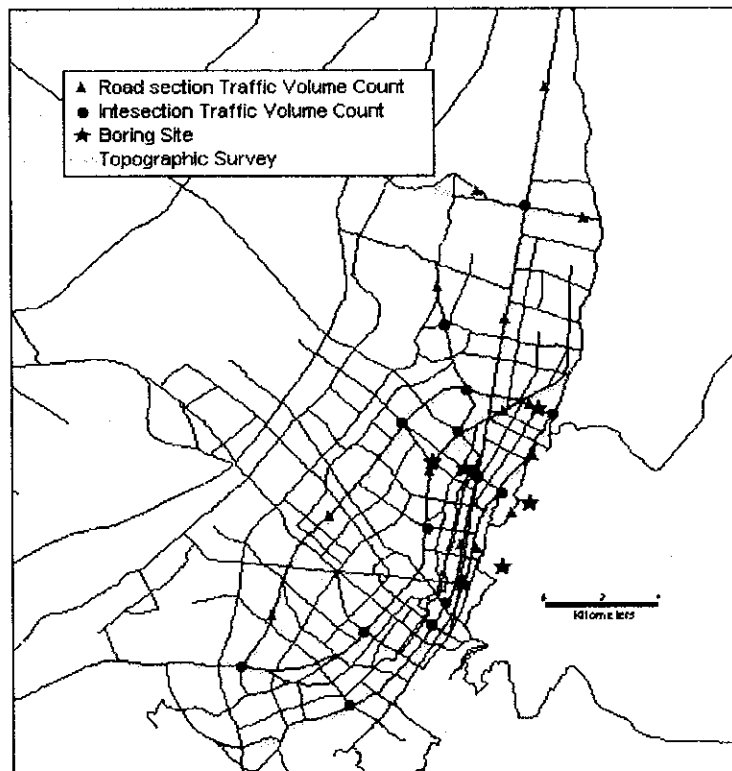 Road section Traffic Volume Count
Intesection Traffic Volume Count
Boring Site
Topographic Survey
Kilometers